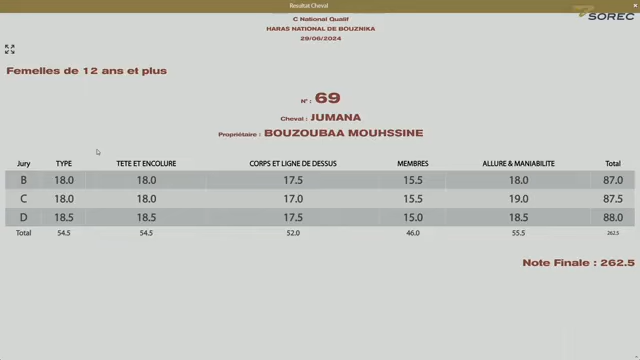 Resultat Cheval
SOREC
C National Qualif
HARAS NATIONAL DE BOUZNIKA
29/06/2024
Femelles de 12 ans et plus
N° : 69
Cheval : JUMANA
Propriétaire : BOUZOUBAA MOUHSSINE
Jury TYPE TETE ET ENCOLURE CORPS ET LIGNE DE DESSUS MEMBRES ALLURE & MANIABILITE Total
B 18.0 18.0 17.5 15.5 18.0 87.0
C 18.0 18.0 17.0 15.5 19.0 87.5
D 18.5 18.5 17.5 15.0 18.5 88.0
Total 54.5 54.5 52.0 46.0 55.5 262.5
Note Finale : 262.5